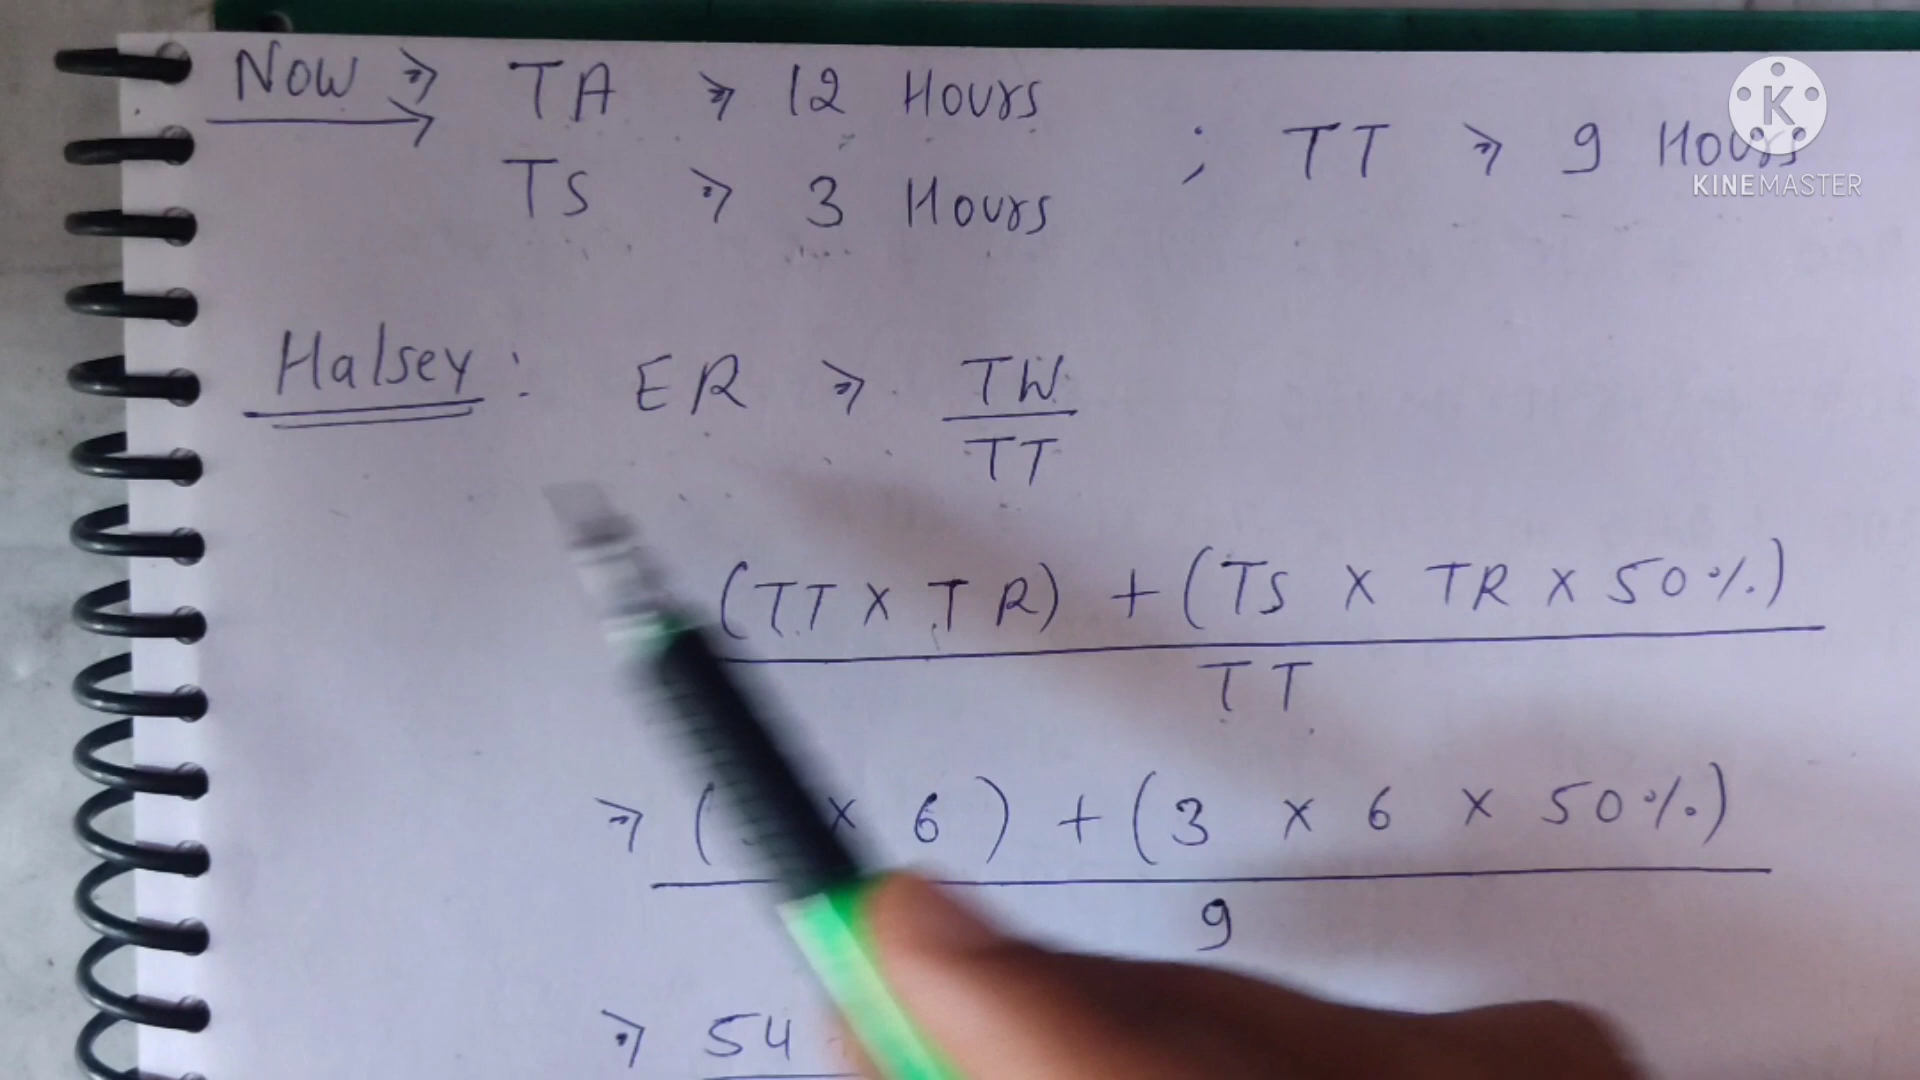 Now ⇒ TA ⇒ 12 Hours
TS ⇒ 3 Hours
; TT ⇒ 9 Hours
K
KINEMASTER
Halsey : ER ⇒ TW
TT
(TT X TR) + (TS X TR X 50%)
TT
⇒ ( X 6) + (3 X 6 X 50%)
9
⇒ 54